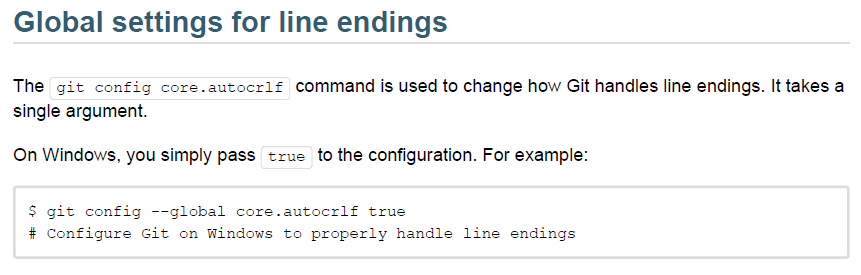 Global settings for line endings
The git config core.autocrlf command is used to change how Git handles line endings. It takes a
single argument.
On Windows, you simply pass true to the configuration. For example:
$ git config --global core.autocrlf true
# Configure Git on Windows to properly handle line endings